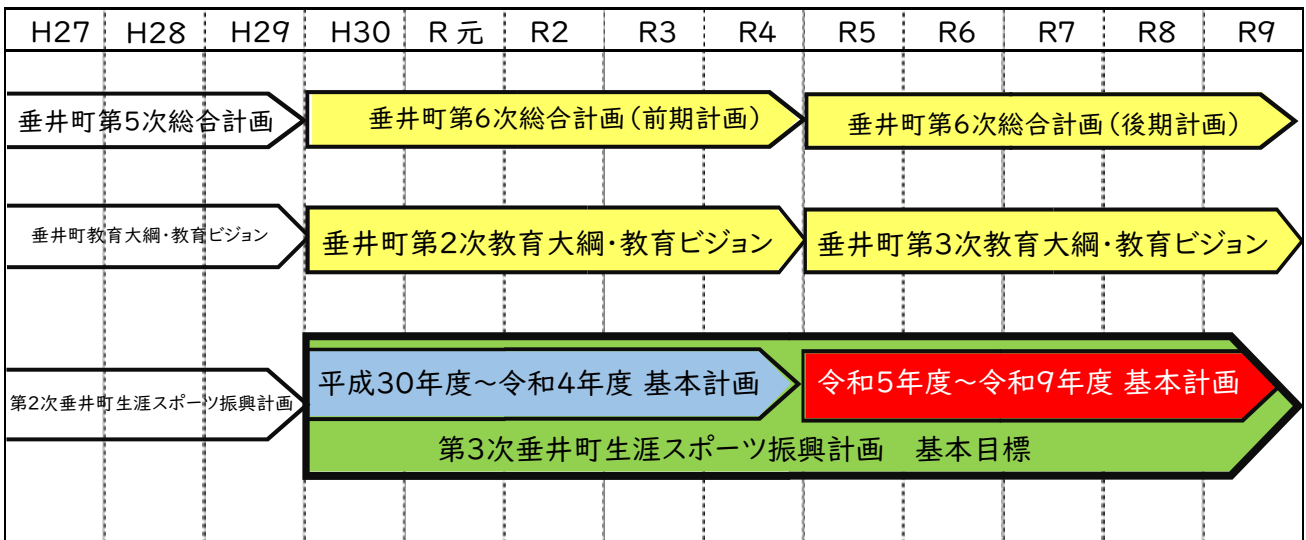 H27 H28 H29 H30 R元 R2 R3 R4 R5 R6 R7 R8 R9
垂井町第5次総合計画 垂井町第6次総合計画(前期計画) 垂井町第6次総合計画(後期計画)
垂井町教育大綱・教育ビジョン 垂井町第2次教育大綱・教育ビジョン 垂井町第3次教育大綱・教育ビジョン
平成30年度～令和4年度 基本計画 令和5年度～令和9年度 基本計画
第2次垂井町生涯スポーツ振興計画
第3次垂井町生涯スポーツ振興計画 基本目標